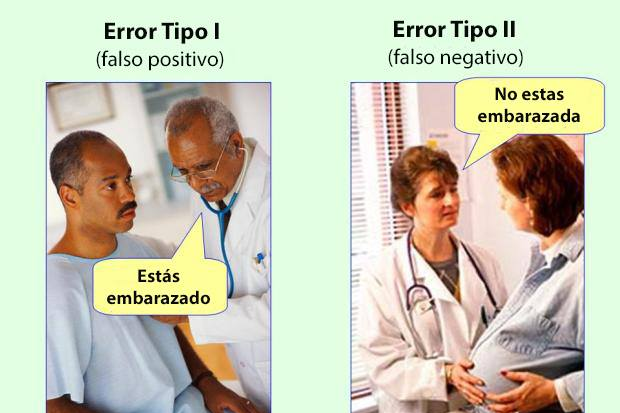 Error Tipo I
(falso positivo)
Error Tipo II
(falso negativo)
Estás
embarazado
No estas
embarazada